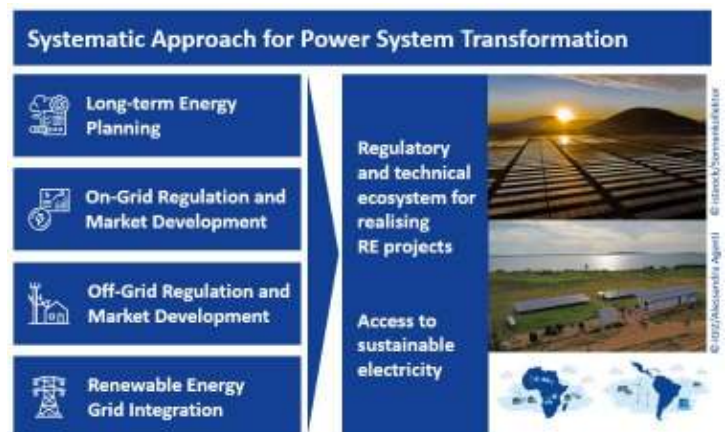 Systematic Approach for Power System Transformation
Long-term Energy
Planning
On-Grid Regulation and
Market Development
Off-Grid Regulation and
Market Development
Renewable Energy
Grid Integration
Regulatory
and technical
ecosystem for
realising
RE projects
Access to
sustainable
electricity